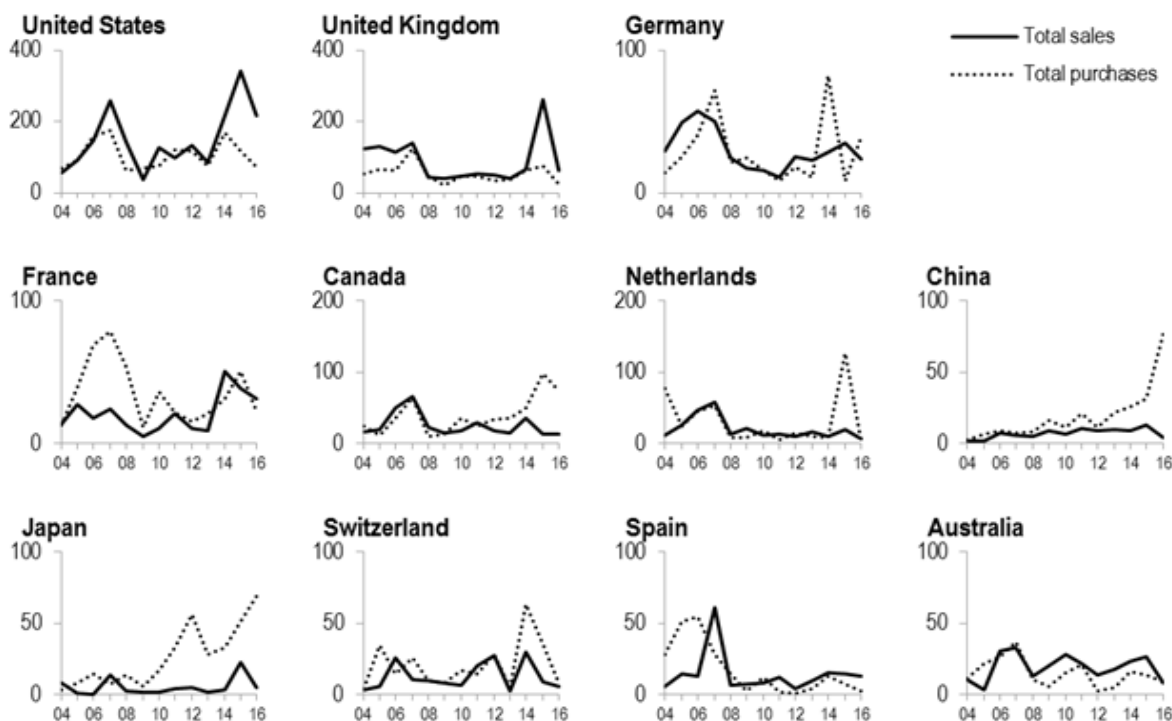 United States
400
200
0
04 06 08 10 12 14 16
United Kingdom
400
200
0
04 06 08 10 12 14 16
Germany
100
0
04 06 08 10 12 14 16
Total sales
Total purchases
France
100
0
04 06 08 10 12 14 16
Canada
200
100
0
04 06 08 10 12 14 16
Netherlands
200
100
0
04 06 08 10 12 14 16
China
100
50
0
04 06 08 10 12 14 16
Japan
100
50
0
04 06 08 10 12 14 16
Switzerland
100
50
0
04 06 08 10 12 14 16
Spain
100
50
0
04 06 08 10 12 14 16
Australia
100
50
0
04 06 08 10 12 14 16